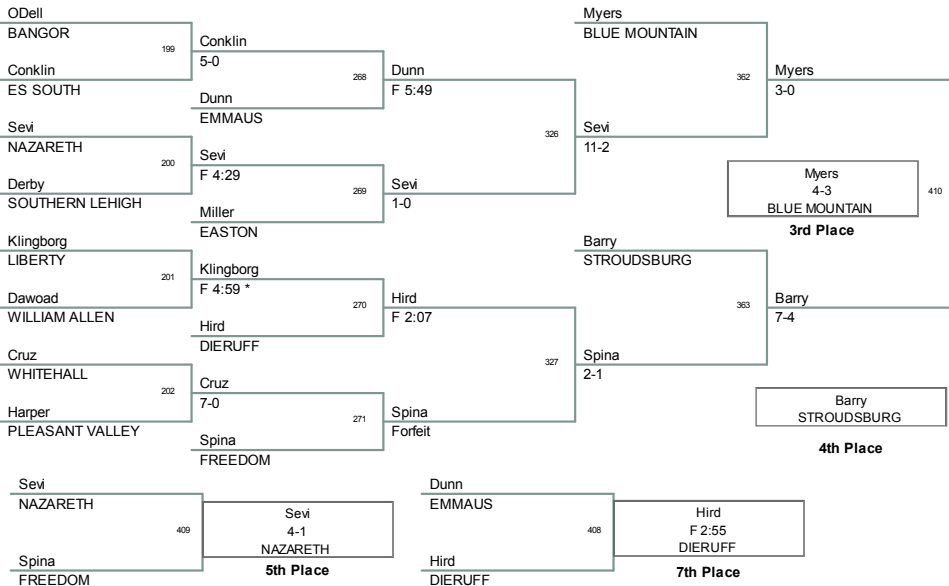 ODell
BANGOR
199
Conklin
ES SOUTH
Sevi
NAZARETH
200
Derby
SOUTHERN LEHIGH
Klingborg
LIBERTY
201
Dawoad
WILLIAM ALLEN
Cruz
WHITEHALL
202
Harper
PLEASANT VALLEY
Conklin
5-0
268
Dunn
EMMAUS
Sevi
F 4:29
269
Miller
EASTON
Klingborg
F 4:59 *
270
Hird
DIERUFF
Cruz
7-0
271
Spina
FREEDOM
Dunn
F 5:49
326
Sevi
1-0
Hird
F 2:07
327
Spina
Forfeit
Myers
BLUE MOUNTAIN
362
Sevi
11-2
Barry
STROUDSBURG
363
Spina
2-1
Myers
3-0
Myers
4-3
BLUE MOUNTAIN
410
3rd Place
Barry
7-4
Barry
STROUDSBURG
4th Place
Sevi
NAZARETH
409
Spina
FREEDOM
Sevi
4-1
NAZARETH
5th Place
Dunn
EMMAUS
408
Hird
DIERUFF
Hird
F 2:55
DIERUFF
7th Place